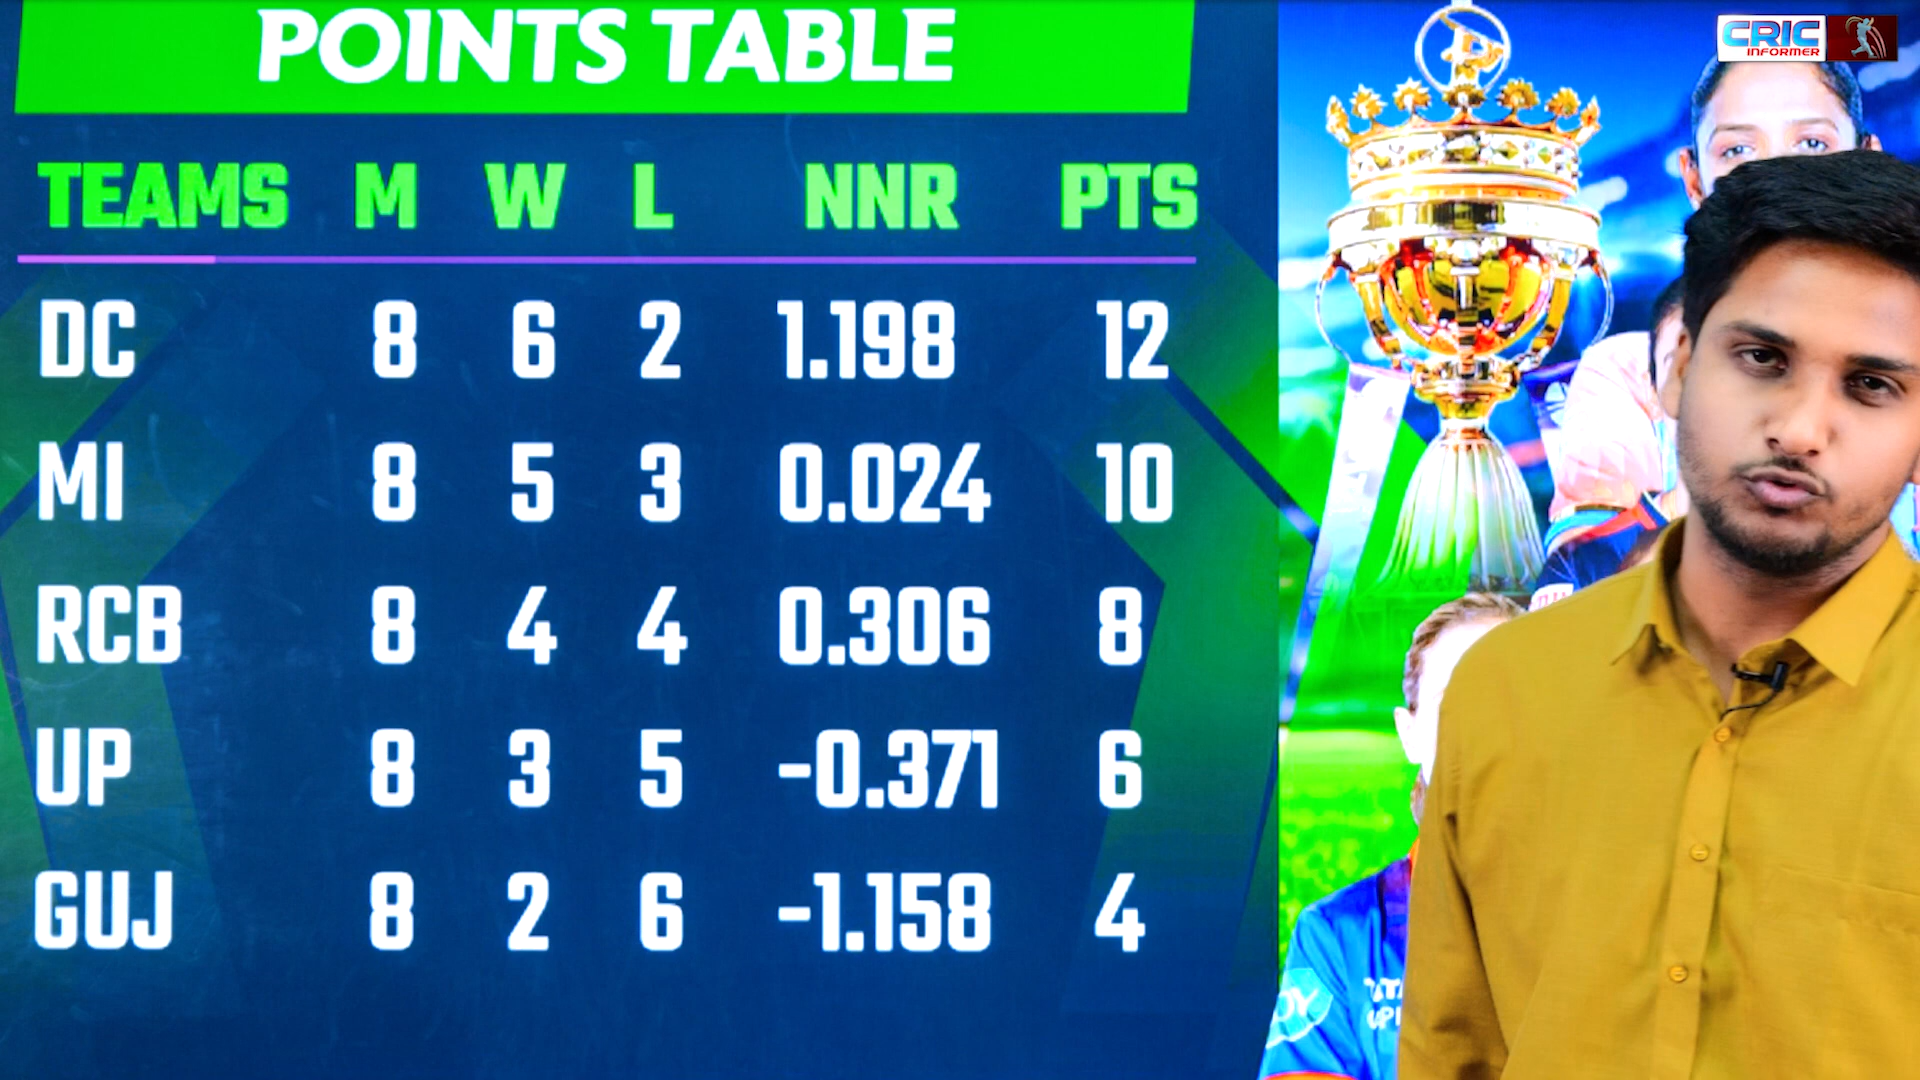 POINTS TABLE
CRIC
INFORMER
TEAMS M W L NNR PTS
DC 8 6 2 1.198 12
MI 8 5 3 0.024 10
RCB 8 4 4 0.306 8
UP 8 3 5 -0.371 6
GUJ 8 2 6 -1.158 4